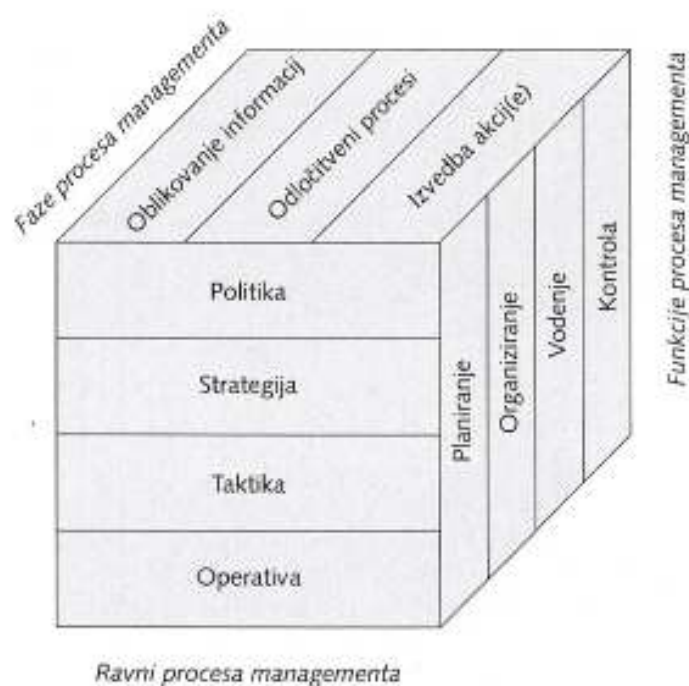 Faze procesa managementa
Oblikovanje informacij
Odločitveni procesi
Izvedba akcij(e)
Funkcije procesa managementa
Politika
Strategija
Taktika
Operativa
Planiranje
Organiziranje
Vodenje
Kontrola
Ravni procesa managementa